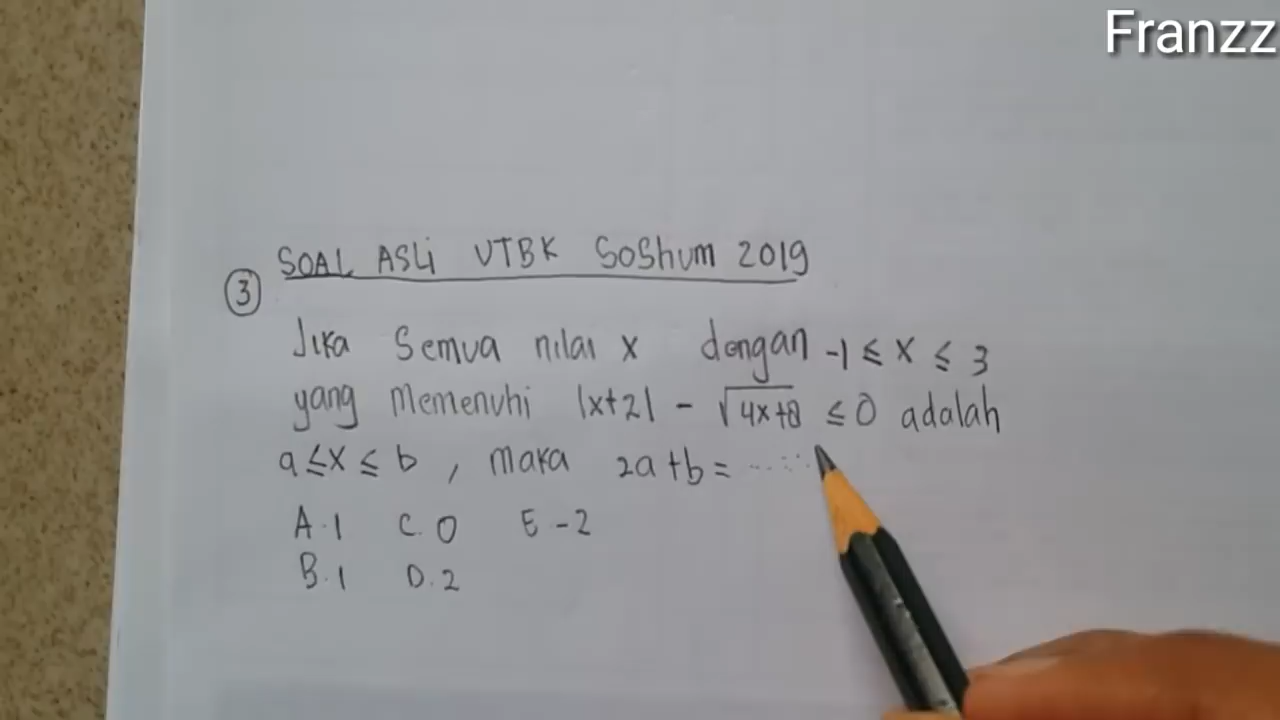 Franzz
SOAL ASLi UTBK SoShum 2019
3
Jika Semua nilai x dengan -1 ≤ x ≤ 3
yang memenuhi |x+2| - √4x+8 ≤ 0 adalah
a ≤ x ≤ b , maka 2a + b = ......
A. 1 C. 0 E -2
B. 1 D. 2